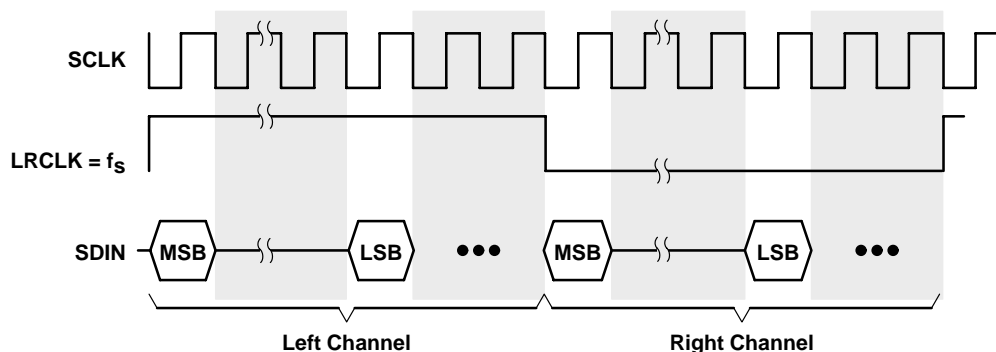 SCLK
LRCLK = fs
SDIN
MSB
LSB
●●●
MSB
LSB
●●●
Left Channel
Right Channel